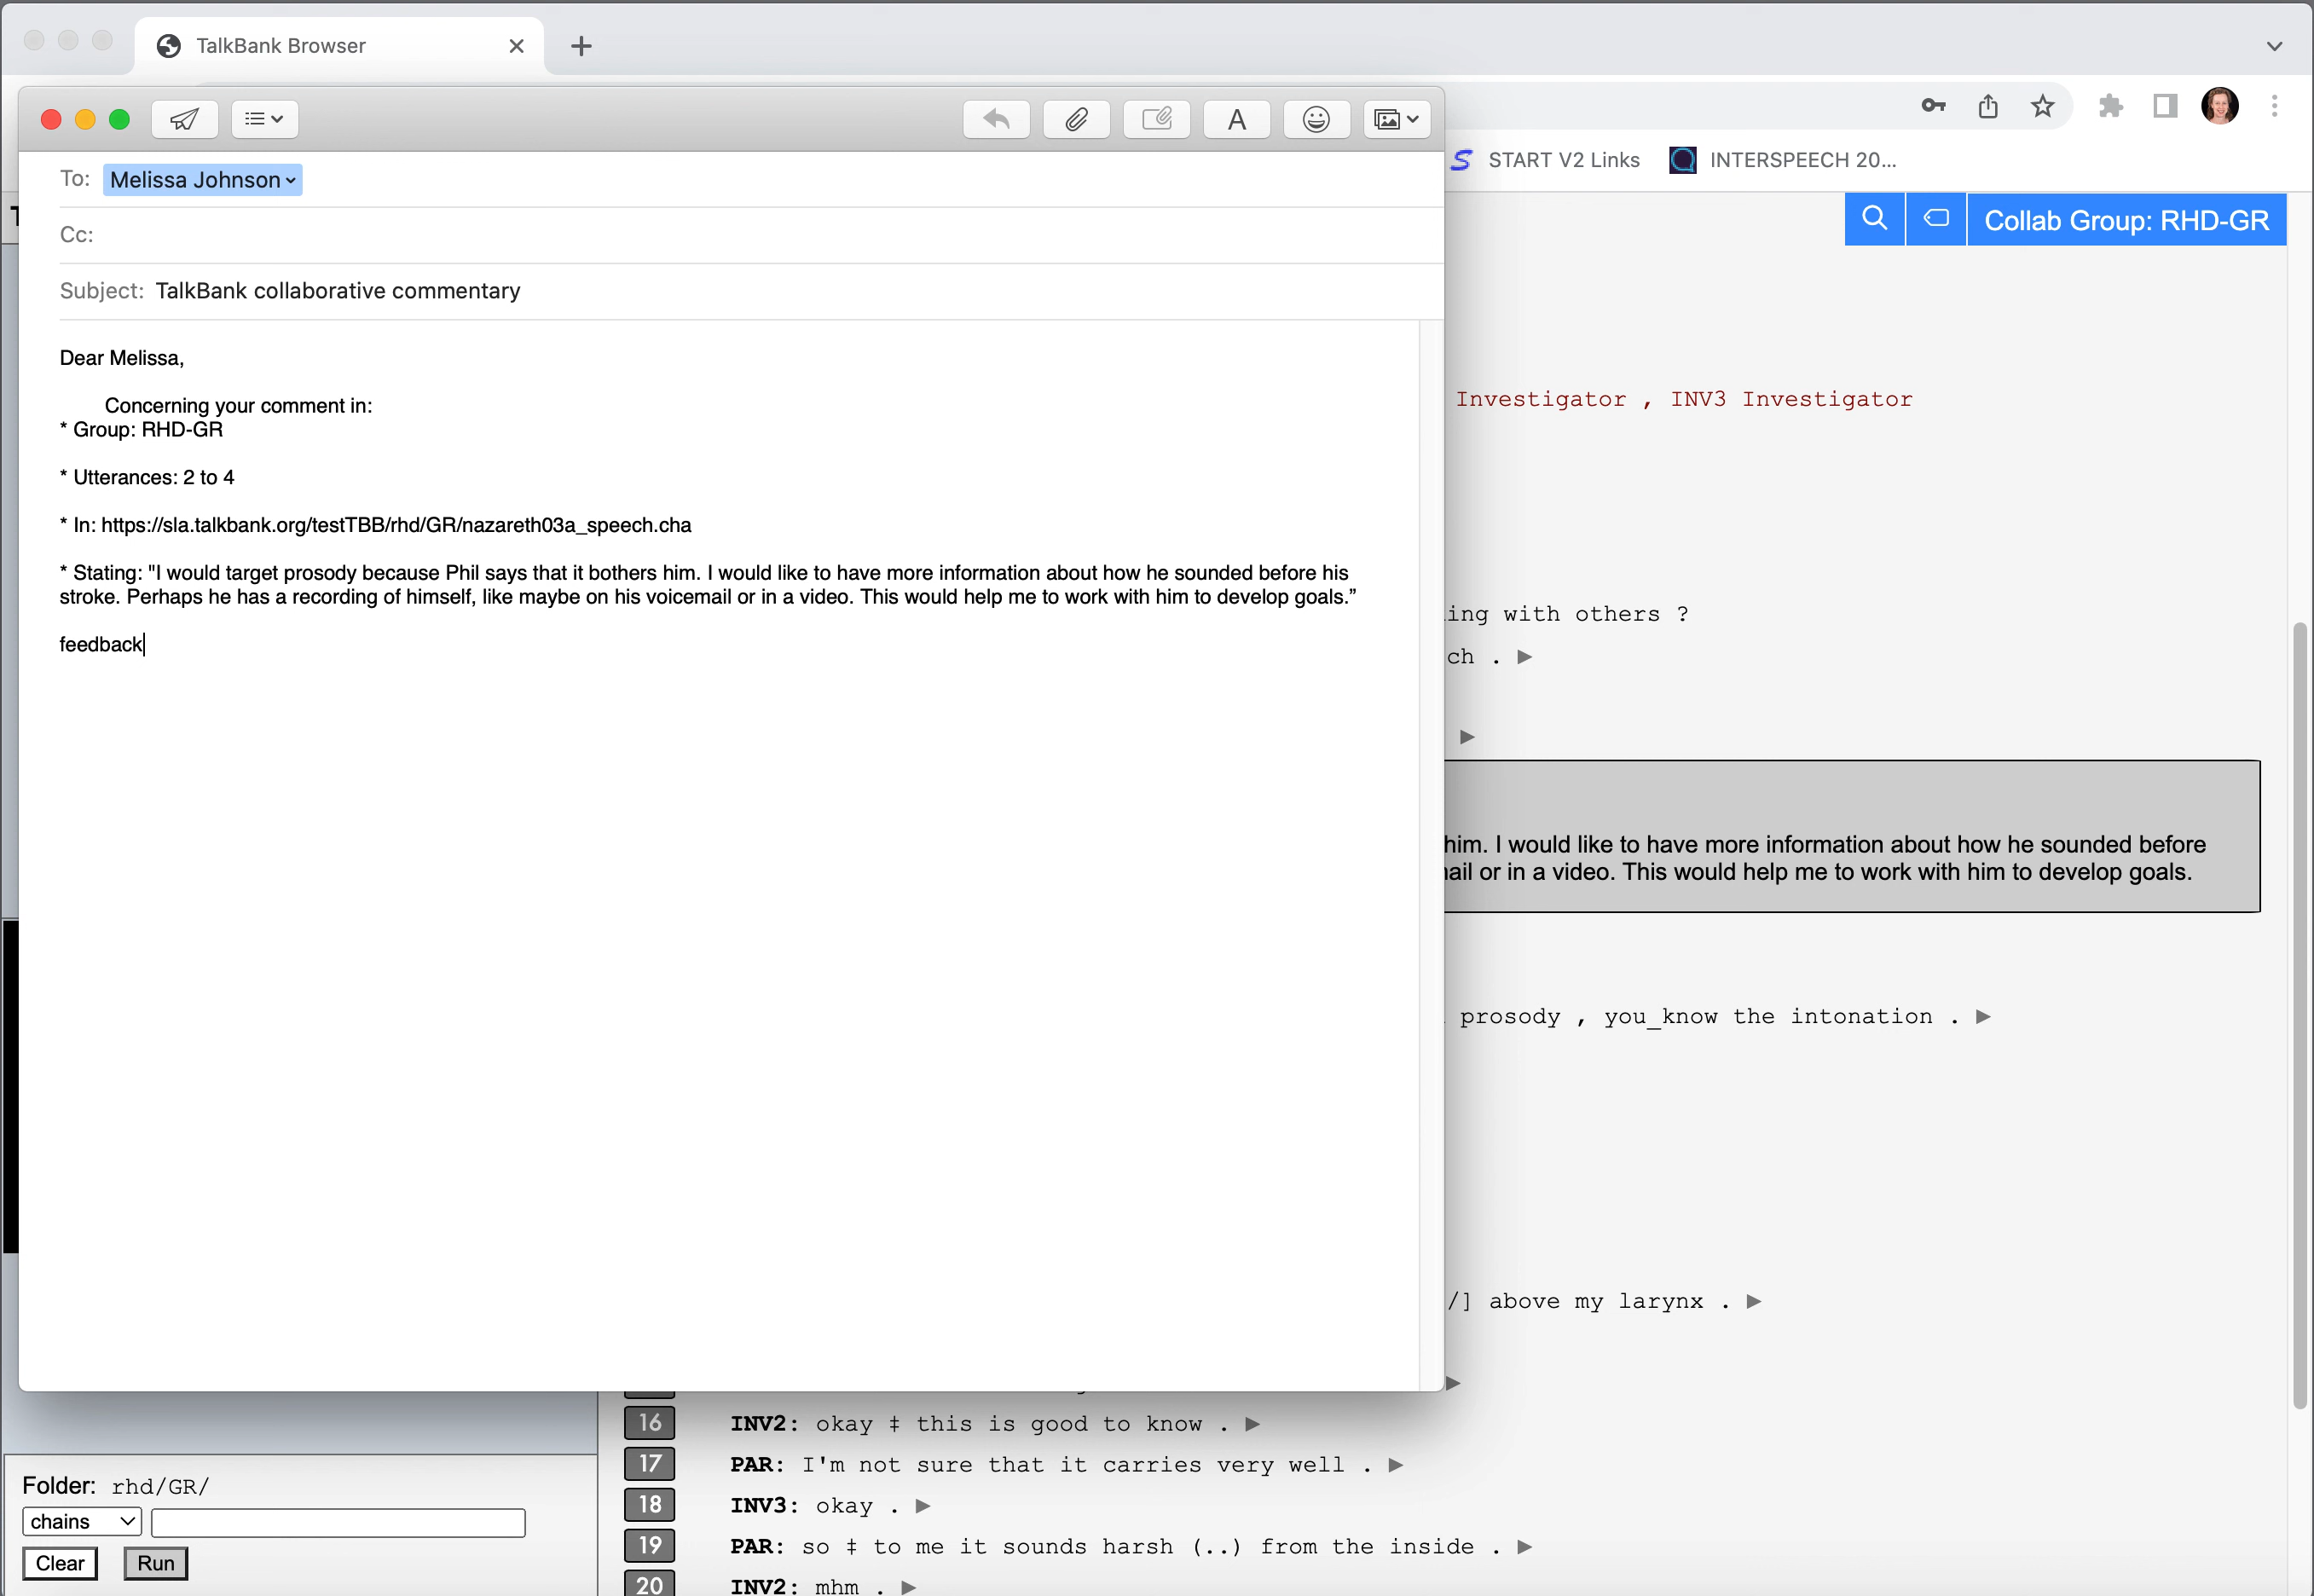 TalkBank Browser
START V2 Links
INTERSPEECH 20...
Collab Group: RHD-GR
To: Melissa Johnson
Cc:
Subject: TalkBank collaborative commentary
Dear Melissa,
Concerning your comment in:
* Group: RHD-GR
* Utterances: 2 to 4
* In: https://sla.talkbank.org/testTBB/rhd/GR/nazareth03a_speech.cha
* Stating: "I would target prosody because Phil says that it bothers him. I would like to have more information about how he sounded before his
stroke. Perhaps he has a recording of himself, like maybe on his voicemail or in a video. This would help me to work with him to develop goals.”
feedback
Investigator , INV3 Investigator
ing with others ?
ch .
him. I would like to have more information about how he sounded before
ail or in a video. This would help me to work with him to develop goals.
prosody , you_know the intonation .
/] above my larynx .
16 INV2: okay ‡ this is good to know .
17 PAR: I'm not sure that it carries very well .
18 INV3: okay .
19 PAR: so ‡ to me it sounds harsh (..) from the inside .
20 INV2: mhm .
Folder: rhd/GR/
chains
Clear Run